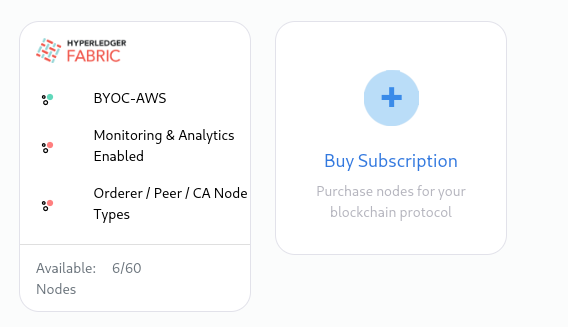 HYPERLEDGER
FABRIC
BYOC-AWS
Monitoring & Analytics
Enabled
Orderer / Peer / CA Node
Types
Available: 6/60
Nodes
Buy Subscription
Purchase nodes for your
blockchain protocol